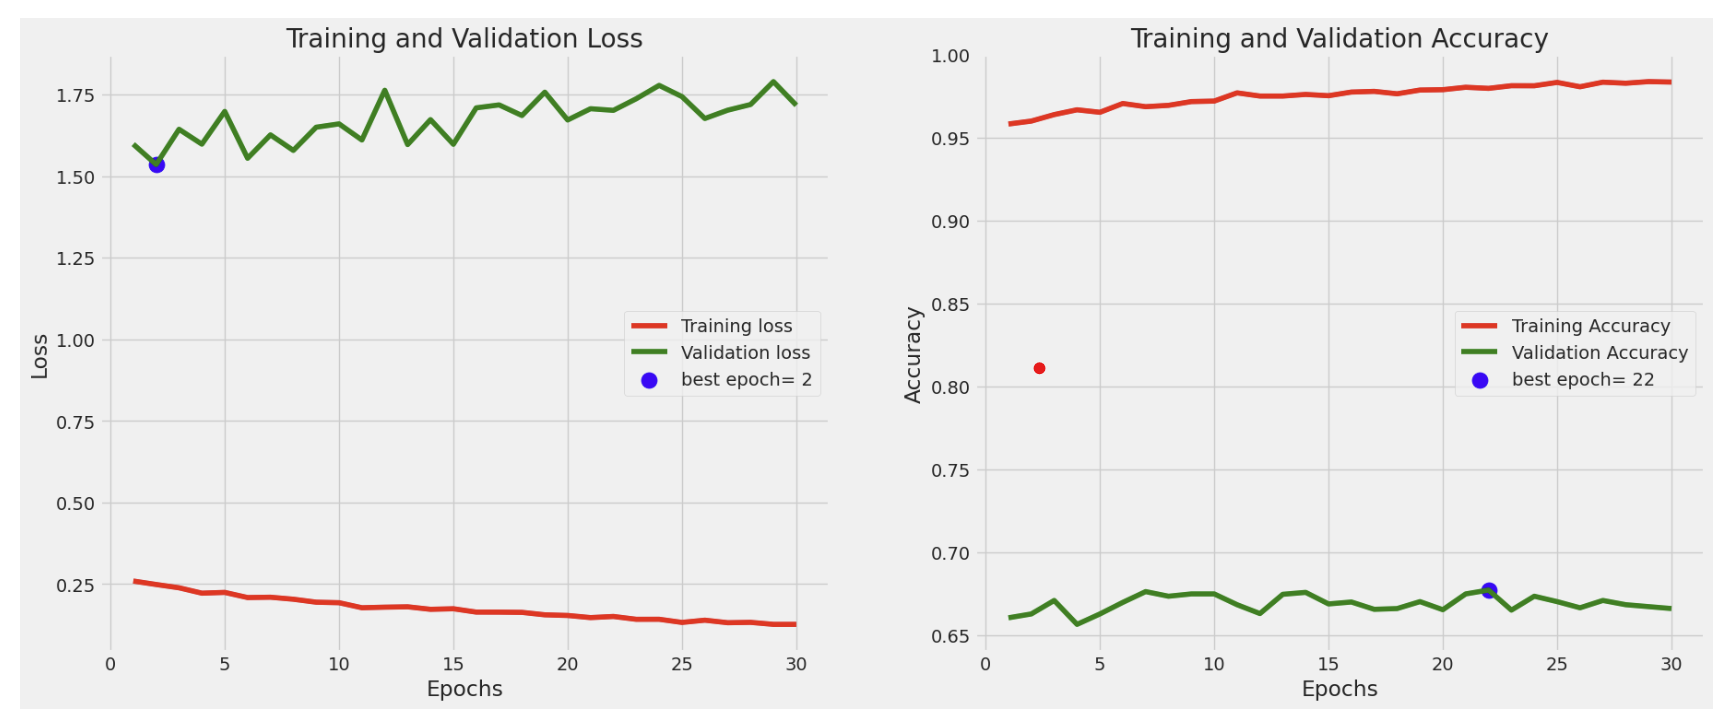 Training and Validation Loss
1.75
1.50
1.25
1.00
0.75
0.50
0.25
Loss
Training loss
Validation loss
best epoch= 2
0 5 10 15 20 25 30
Epochs
Training and Validation Accuracy
1.00
0.95
0.90
0.85
0.80
0.75
0.70
0.65
Accuracy
Training Accuracy
Validation Accuracy
best epoch= 22
0 5 10 15 20 25 30
Epochs